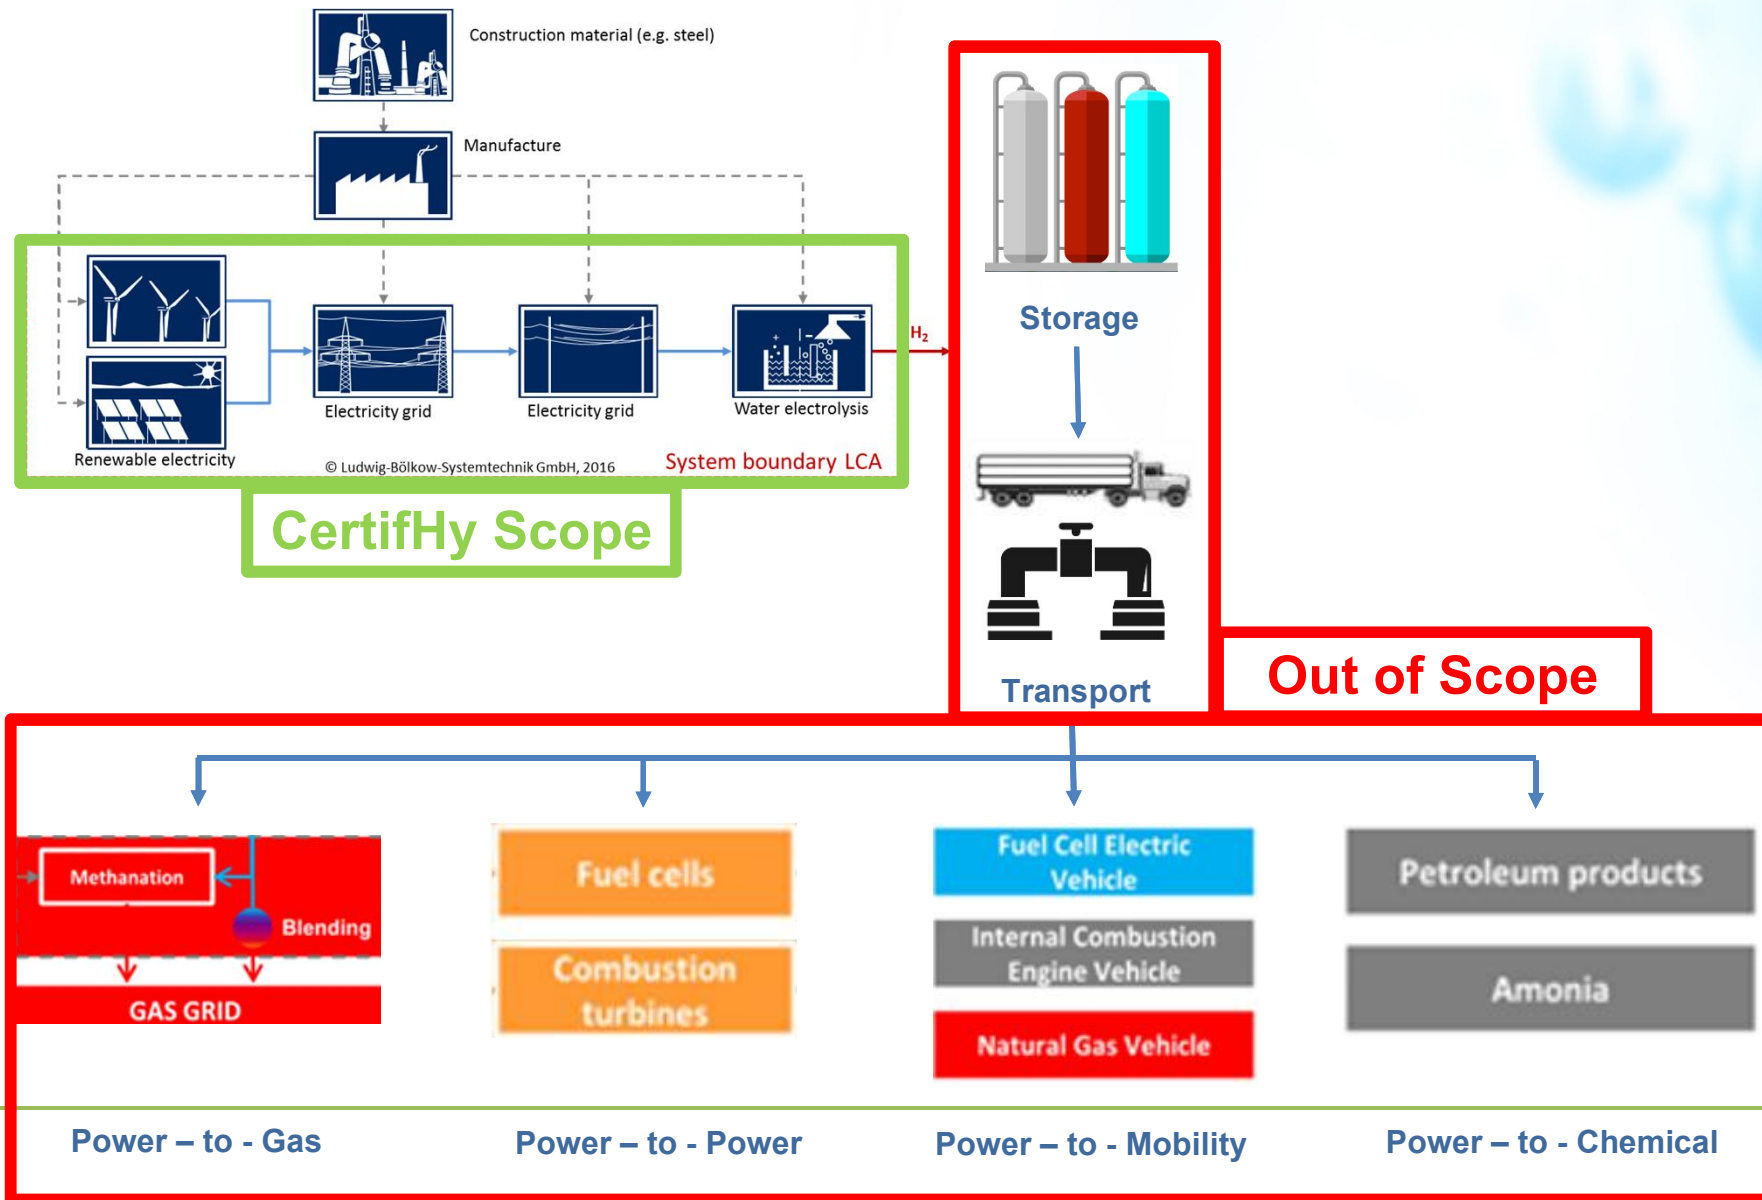 Construction material (e.g. steel)
Manufacture
Renewable electricity
Electricity grid
Electricity grid
Water electrolysis
H₂
© Ludwig-Bölkow-Systemtechnik GmbH, 2016
System boundary LCA
CertifHy Scope
Storage
Transport
Out of Scope
Methanation
Blending
GAS GRID
Fuel cells
Combustion
turbines
Fuel Cell Electric
Vehicle
Internal Combustion
Engine Vehicle
Natural Gas Vehicle
Petroleum products
Amonia
Power – to - Gas
Power – to - Power
Power – to - Mobility
Power – to - Chemical